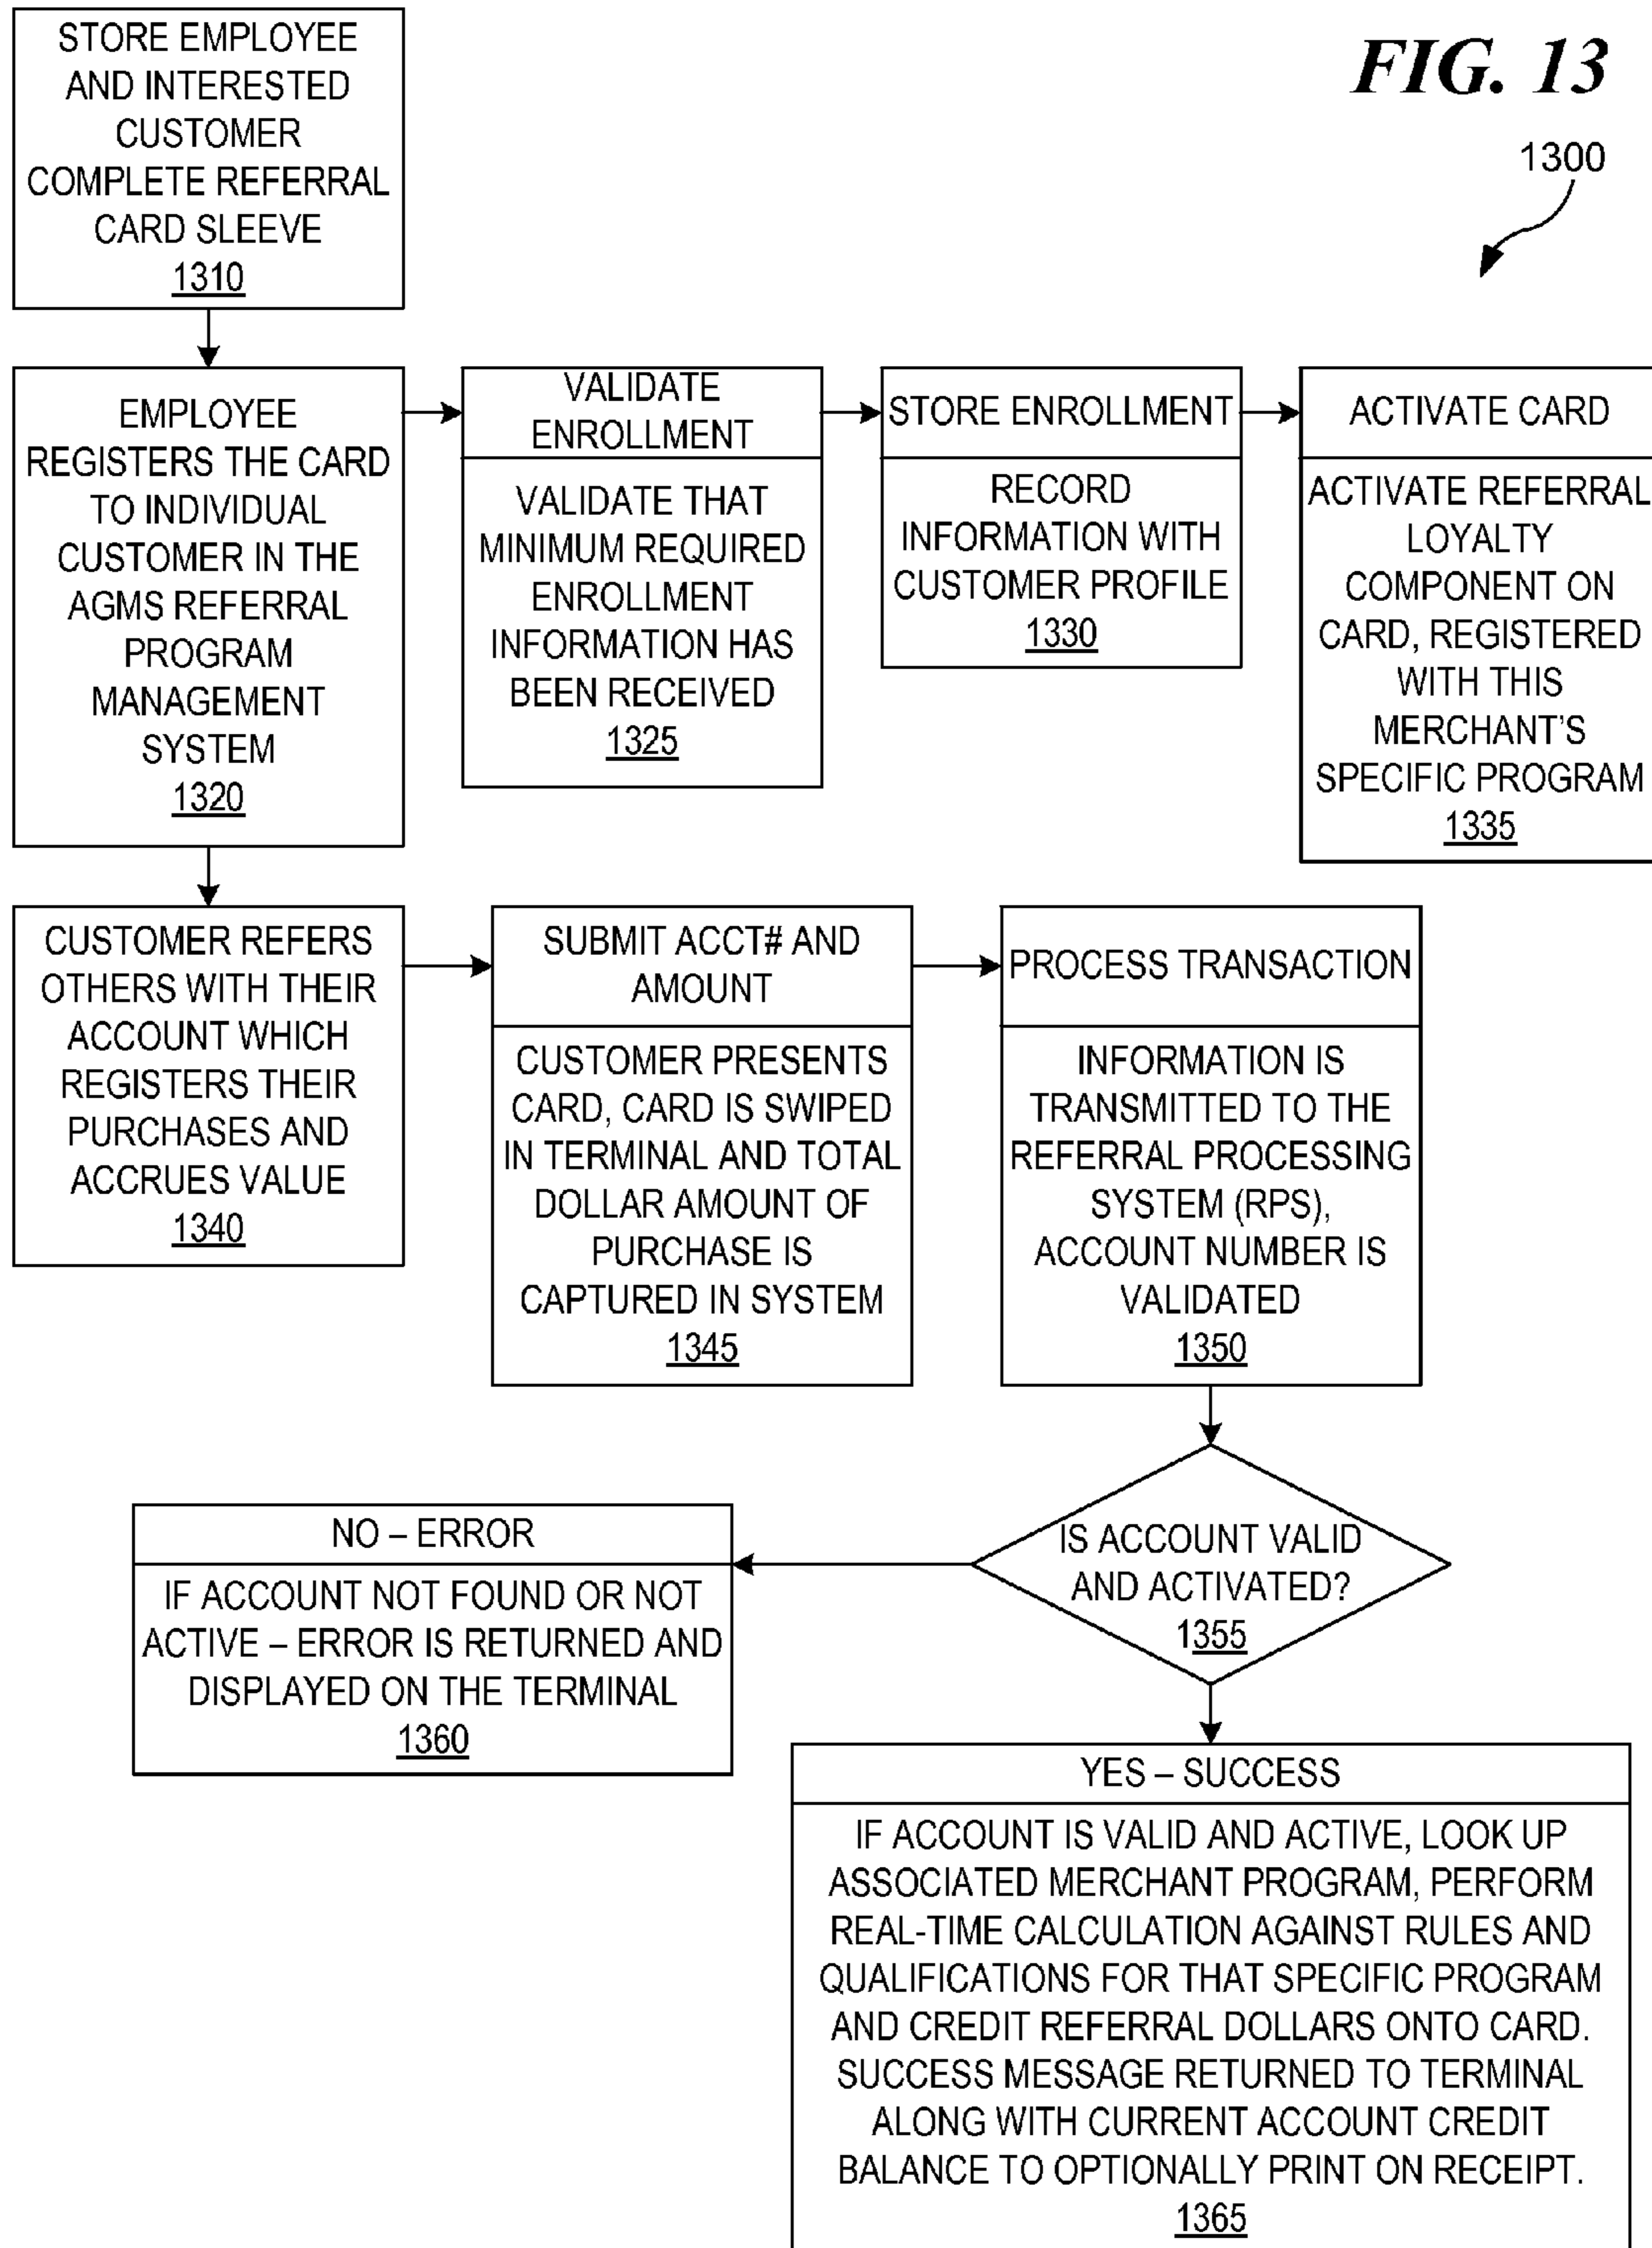 FIG. 13
1300
STORE EMPLOYEE
AND INTERESTED
CUSTOMER
COMPLETE REFERRAL
CARD SLEEVE
1310
EMPLOYEE
REGISTERS THE CARD
TO INDIVIDUAL
CUSTOMER IN THE
AGMS REFERRAL
PROGRAM
MANAGEMENT
SYSTEM
1320
VALIDATE
ENROLLMENT
VALIDATE THAT
MINIMUM REQUIRED
ENROLLMENT
INFORMATION HAS
BEEN RECEIVED
1325
STORE ENROLLMENT
RECORD
INFORMATION WITH
CUSTOMER PROFILE
1330
ACTIVATE CARD
ACTIVATE REFERRAL
LOYALTY
COMPONENT ON
CARD, REGISTERED
WITH THIS
MERCHANT'S
SPECIFIC PROGRAM
1335
CUSTOMER REFERS
OTHERS WITH THEIR
ACCOUNT WHICH
REGISTERS THEIR
PURCHASES AND
ACCRUES VALUE
1340
SUBMIT ACCT# AND
AMOUNT
CUSTOMER PRESENTS
CARD, CARD IS SWIPED
IN TERMINAL AND TOTAL
DOLLAR AMOUNT OF
PURCHASE IS
CAPTURED IN SYSTEM
1345
PROCESS TRANSACTION
INFORMATION IS
TRANSMITTED TO THE
REFERRAL PROCESSING
SYSTEM (RPS),
ACCOUNT NUMBER IS
VALIDATED
1350
IS ACCOUNT VALID
AND ACTIVATED?
1355
NO – ERROR
IF ACCOUNT NOT FOUND OR NOT
ACTIVE – ERROR IS RETURNED AND
DISPLAYED ON THE TERMINAL
1360
YES – SUCCESS
IF ACCOUNT IS VALID AND ACTIVE, LOOK UP
ASSOCIATED MERCHANT PROGRAM, PERFORM
REAL-TIME CALCULATION AGAINST RULES AND
QUALIFICATIONS FOR THAT SPECIFIC PROGRAM
AND CREDIT REFERRAL DOLLARS ONTO CARD.
SUCCESS MESSAGE RETURNED TO TERMINAL
ALONG WITH CURRENT ACCOUNT CREDIT
BALANCE TO OPTIONALLY PRINT ON RECEIPT.
1365